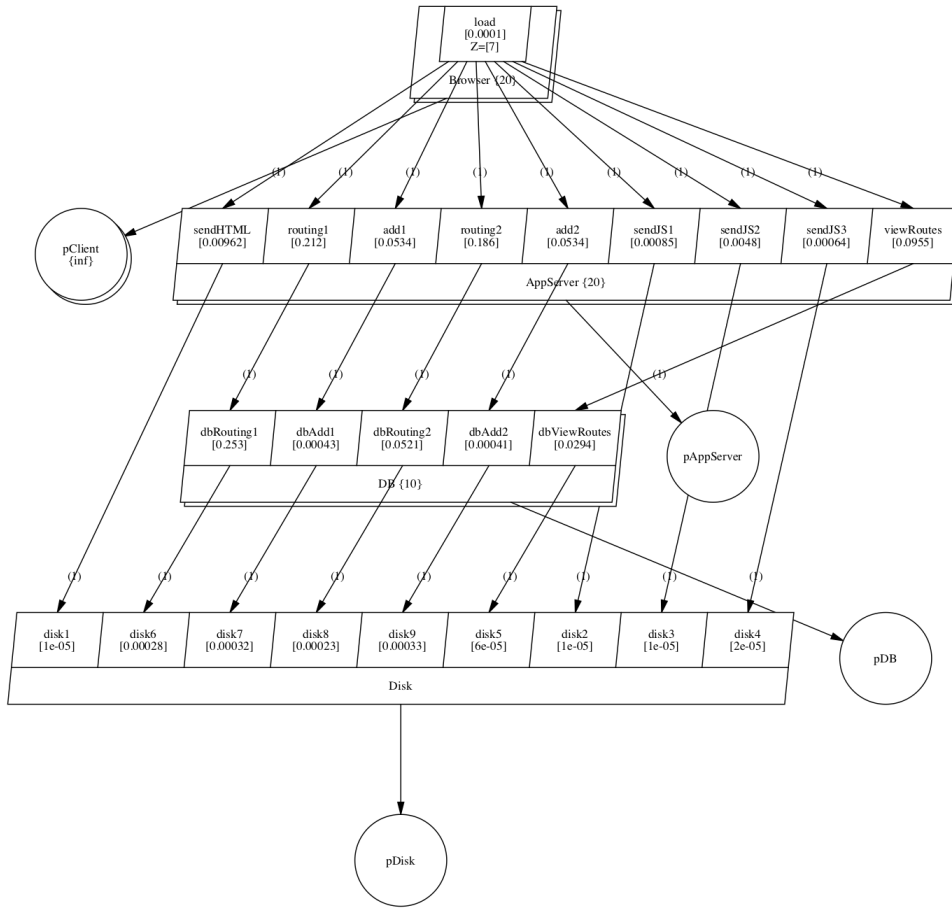 load
[0.0001]
Z=[7]
Browser {20}
(1) (1) (1) (1) (1) (1) (1) (1) (1)
pClient
{inf}
sendHTML
[0.00962]
routing1
[0.212]
add1
[0.0534]
routing2
[0.186]
add2
[0.0534]
sendJS1
[0.00085]
sendJS2
[0.0048]
sendJS3
[0.00064]
viewRoutes
[0.0955]
AppServer {20}
(1) (1) (1) (1) (1)
dbRouting1
[0.253]
dbAdd1
[0.00043]
dbRouting2
[0.0521]
dbAdd2
[0.00041]
dbViewRoutes
[0.0294]
DB {10}
pAppServer
(1) (1) (1) (1) (1) (1) (1) (1) (1)
disk1
[1e-05]
disk6
[0.00028]
disk7
[0.00032]
disk8
[0.00023]
disk9
[0.00033]
disk5
[6e-05]
disk2
[1e-05]
disk3
[1e-05]
disk4
[2e-05]
Disk
pDB
pDisk